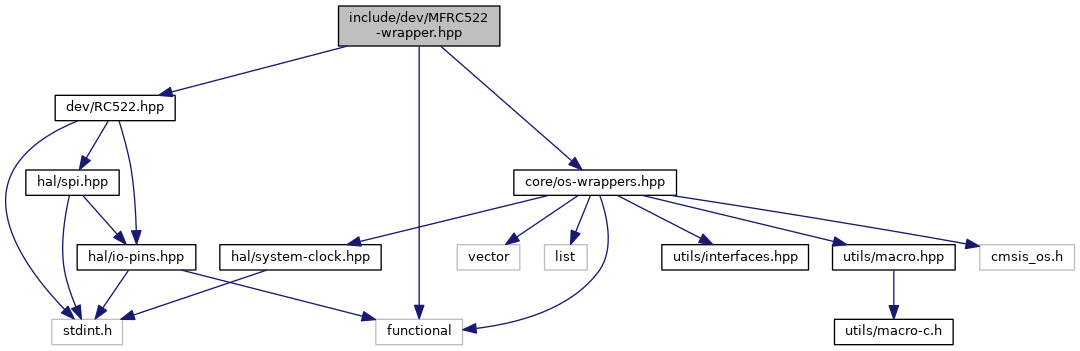 include/dev/MFRC522
-wrapper.hpp
dev/RC522.hpp
hal/spi.hpp
core/os-wrappers.hpp
hal/io-pins.hpp
hal/system-clock.hpp
vector
list
utils/interfaces.hpp
utils/macro.hpp
cmsis_os.h
stdint.h
functional
utils/macro-c.h